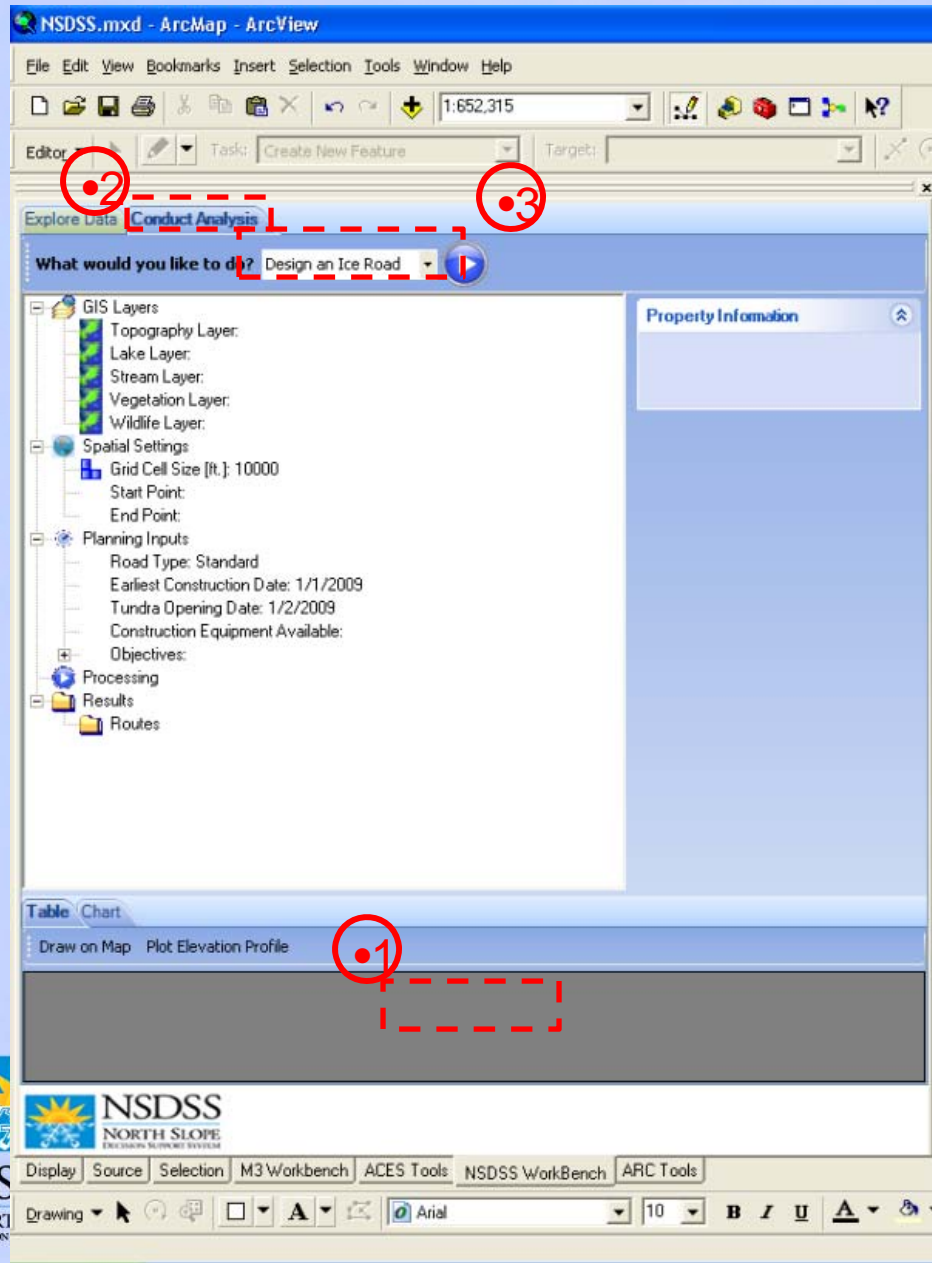 NSDSS.mxd - ArcMap - ArcView
File Edit View Bookmarks Insert Selection Tools Window Help
1:652,315
Editor Task: Create New Feature Target:
•2
•3
Explore Data Conduct Analysis
What would you like to do? Design an Ice Road
GIS Layers
Property Information
Topography Layer:
Lake Layer:
Stream Layer:
Vegetation Layer:
Wildlife Layer:
Spatial Settings
Grid Cell Size [ft.]: 10000
Start Point:
End Point:
Planning Inputs
Road Type: Standard
Earliest Construction Date: 1/1/2009
Tundra Opening Date: 1/2/2009
Construction Equipment Available:
Objectives:
Processing
Results
Routes
Table Chart
Draw on Map Plot Elevation Profile
•1
NSDSS
NORTH SLOPE
DECISION SUPPORT SYSTEM
Display Source Selection M3 Workbench ACES Tools NSDSS WorkBench ARC Tools
Drawing A Arial 10 B I U A